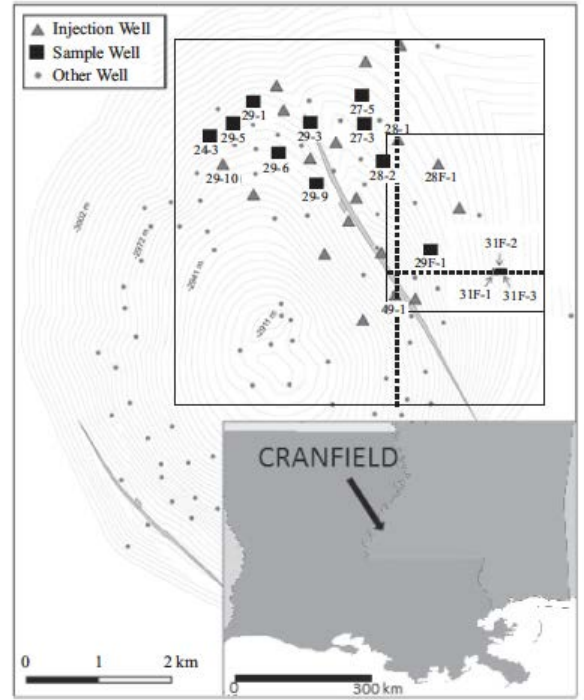 Injection Well
Sample Well
Other Well
29-1
27-5
29-5
24-3
29-3
27-3
28-1
29-6
28-2
29-10
29-9
28F-1
29F-1
31F-2
31F-1
31F-3
49-1
-3002 m
-2972 m
-2941 m
-2911 m
CRANFIELD
0 1 2 km
0 300 km